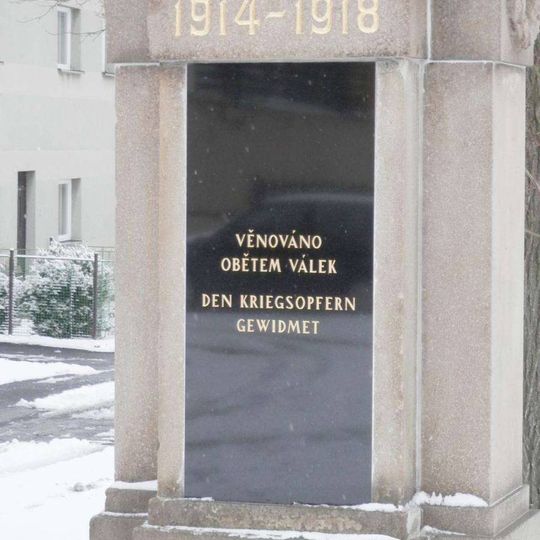 1914-1918
VĚNOVÁNO
OBĚTEM VÁLEK
DEN KRIEGSOPFERN
GEWIDMET